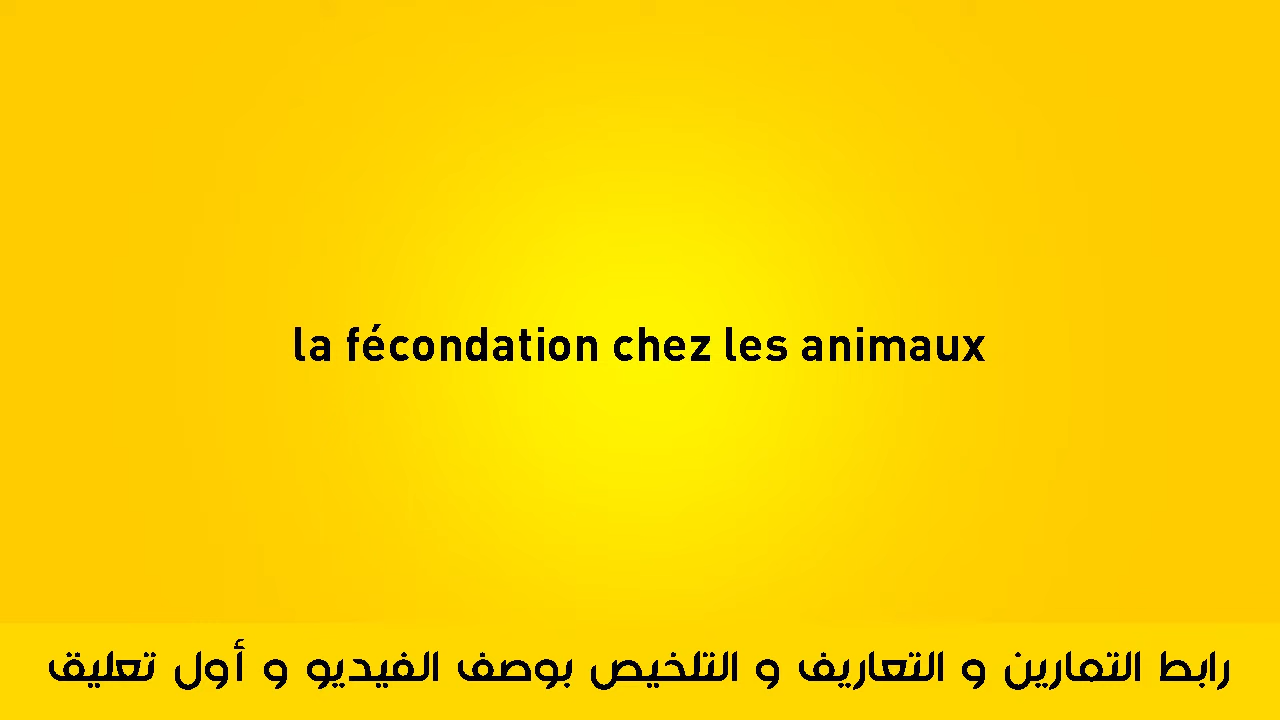 la fécondation chez les animaux
رابط التمارين و التعاريف و التلخيص بوصف الفيديو و أول تعليق